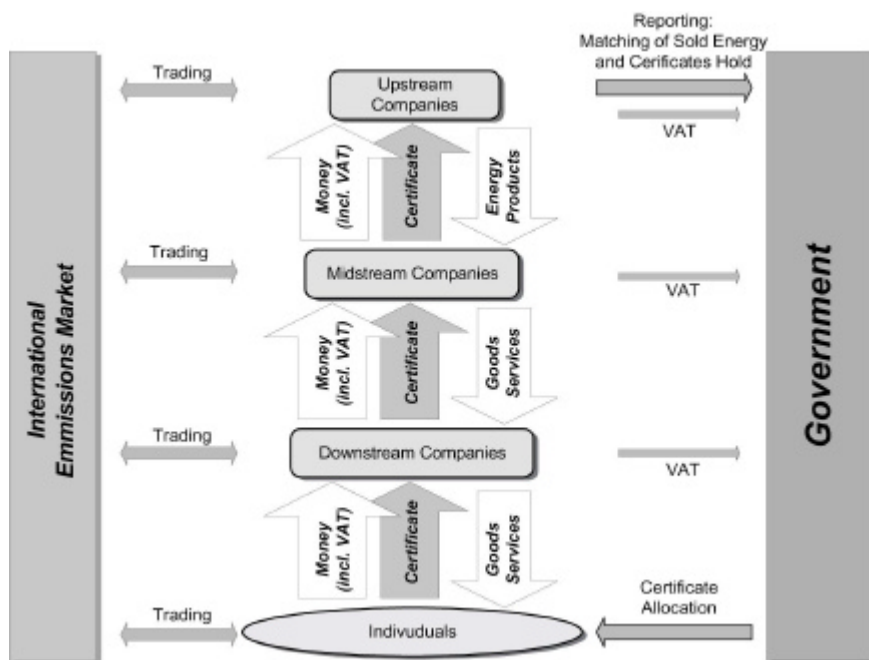 Reporting:
Matching of Sold Energy
and Cerificates Hold
Trading
Upstream
Companies
VAT
Money
(incl. VAT)
Certificate
Energy
Products
Trading
Midstream Companies
VAT
International
Emmissions Market
Government
Money
(incl. VAT)
Certificate
Goods
Services
Trading
Downstream Companies
VAT
Money
(incl. VAT)
Certificate
Goods
Services
Certificate
Allocation
Trading
Indivuduals